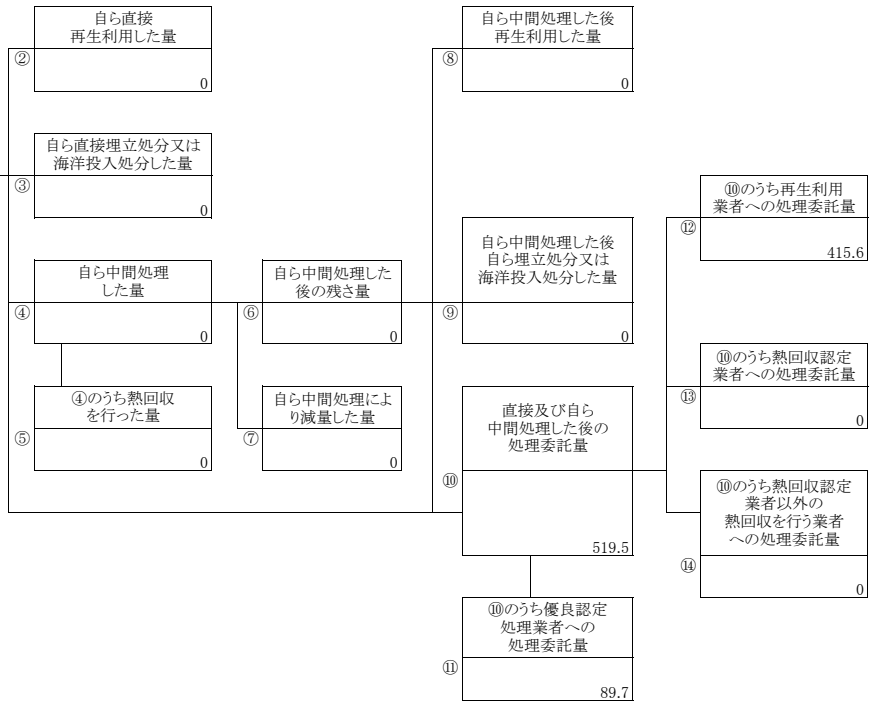 自ら直接
再生利用した量
②
0
自ら直接埋立処分又は
海洋投入処分した量
③
0
自ら中間処理
した量
④
0
④のうち熱回収
を行った量
⑤
0
自ら中間処理した
後の残さ量
⑥
0
自ら中間処理によ
り減量した量
⑦
0
自ら中間処理した後
再生利用した量
⑧
0
自ら中間処理した後
自ら埋立処分又は
海洋投入処分した量
⑨
0
直接及び自ら
中間処理した後の
処理委託量
⑩
519.5
⑩のうち優良認定
処理業者への
処理委託量
⑪
89.7
⑩のうち再生利用
業者への処理委託量
⑫
415.6
⑩のうち熱回収認定
業者への処理委託量
⑬
0
⑩のうち熱回収認定
業者以外の
熱回収を行う業者
への処理委託量
⑭
0